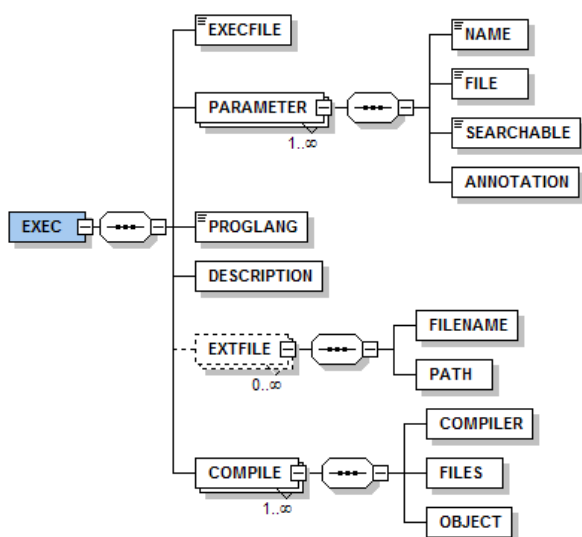 EXECFILE
NAME
FILE
PARAMETER
1..∞
SEARCHABLE
ANNOTATION
EXEC
PROGLANG
DESCRIPTION
EXTFILE
0..∞
FILENAME
PATH
COMPILER
COMPILE
1..∞
FILES
OBJECT